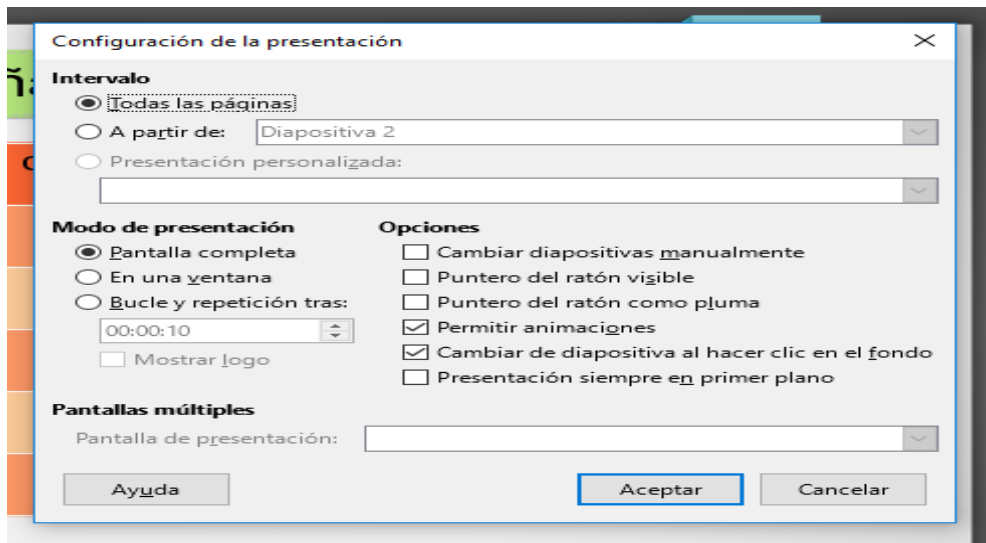 Configuración de la presentación
Intervalo
Todas las páginas
A partir de: Diapositiva 2
Presentación personalizada:
Modo de presentación
Pantalla completa
En una ventana
Bucle y repetición tras:
00:00:10
Mostrar logo
Opciones
Cambiar diapositivas manualmente
Puntero del ratón visible
Puntero del ratón como pluma
Permitir animaciones
Cambiar de diapositiva al hacer clic en el fondo
Presentación siempre en primer plano
Pantallas múltiples
Pantalla de presentación:
Ayuda Aceptar Cancelar